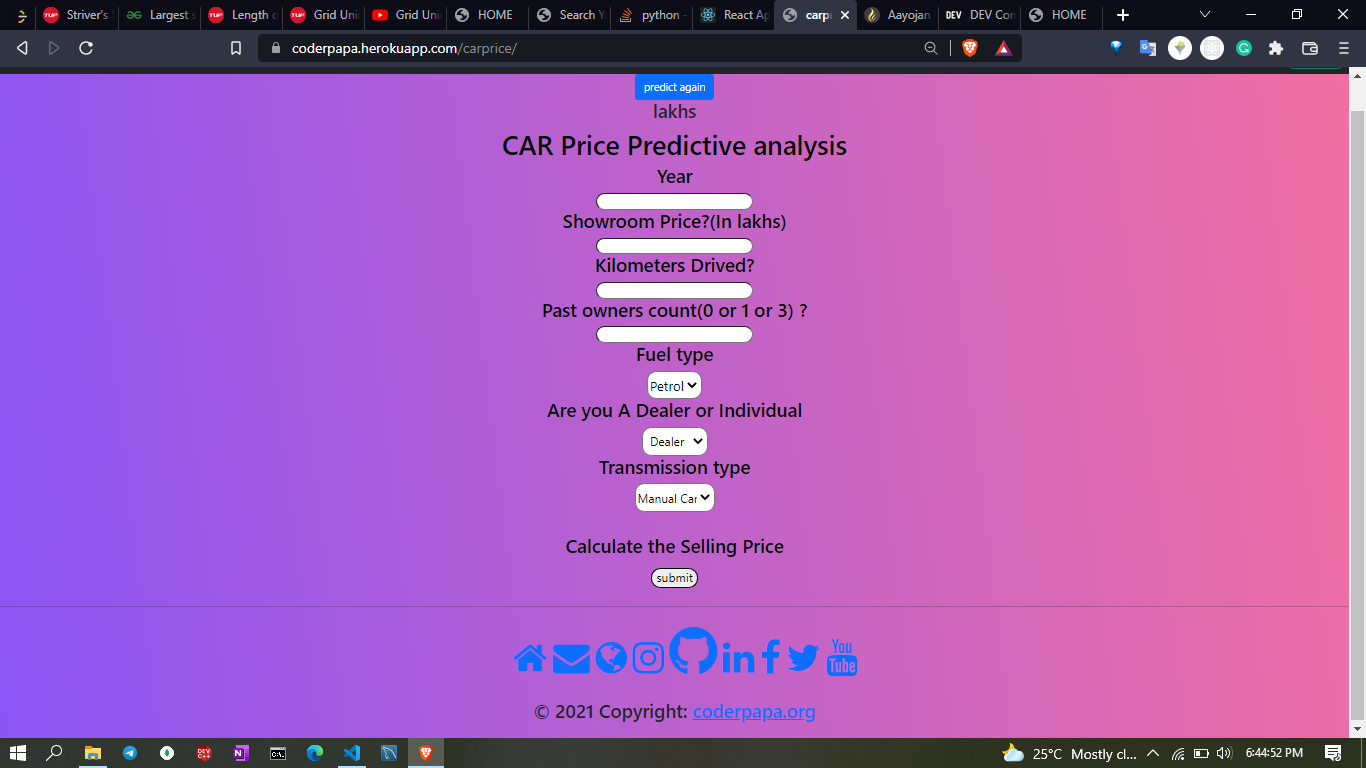 Striver's S
Largest s
Length o
Grid Uni
Grid Uni
HOME
Search Y
python -
React Ap
carp
Aayojan
DEV Con
HOME
coderpapa.herokuapp.com/carprice/
predict again
lakhs
CAR Price Predictive analysis
Year
Showroom Price?(In lakhs)
Kilometers Drived?
Past owners count(0 or 1 or 3) ?
Fuel type
Petrol
Are you A Dealer or Individual
Dealer
Transmission type
Manual Car
Calculate the Selling Price
submit
You
Tube
© 2021 Copyright: coderpapa.org
25°C Mostly cl... 6:44:52 PM